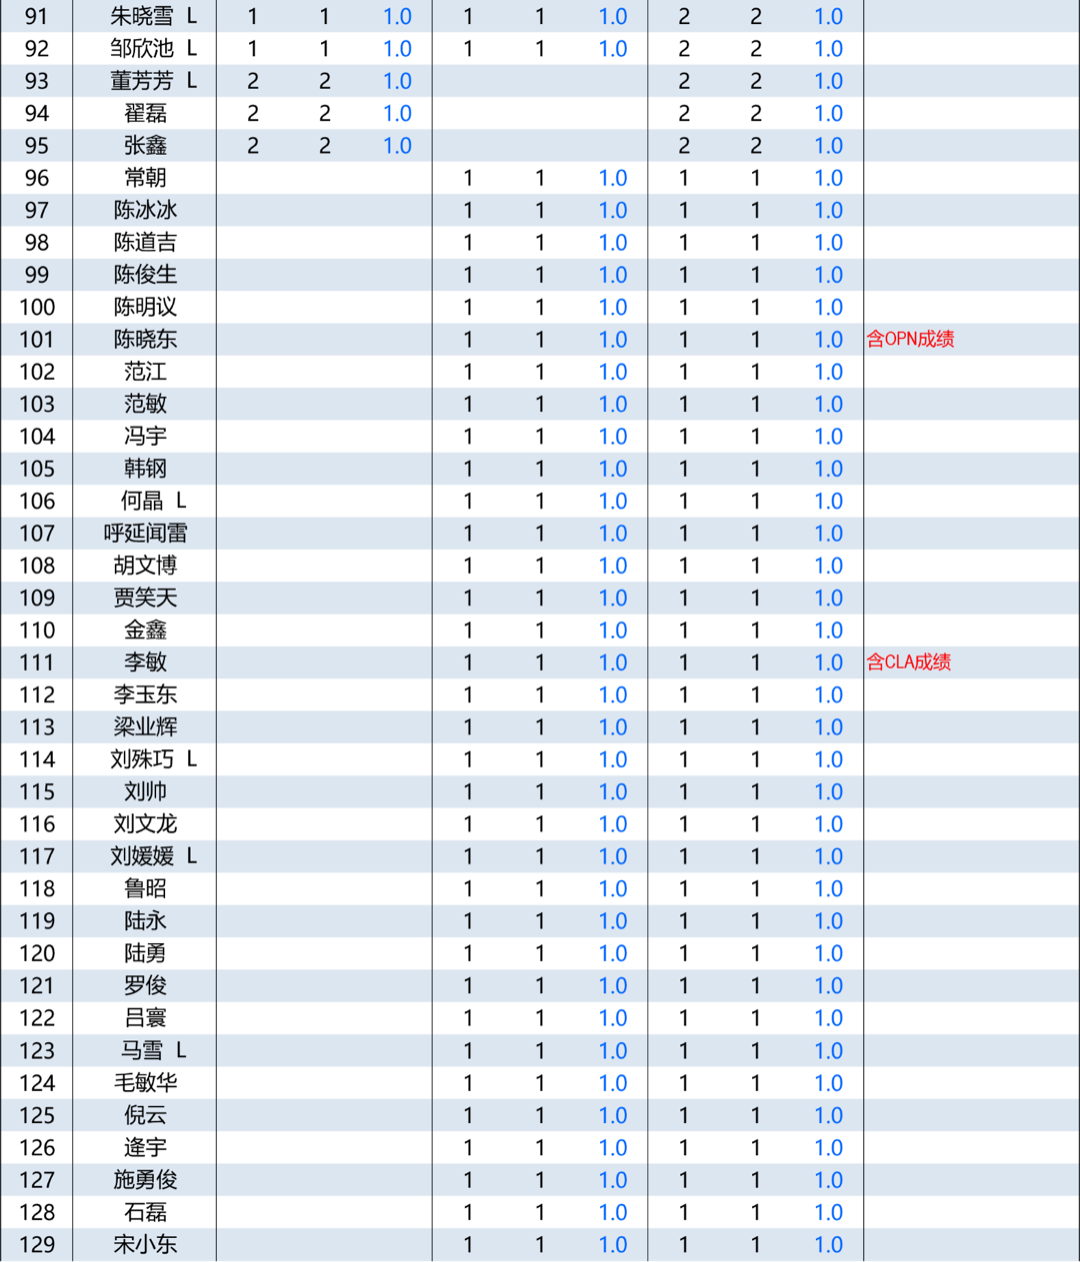 91 朱晓雪 L 1 1 1.0 1 1 1.0 2 2 1.0
92 邹欣池 L 1 1 1.0 1 1 1.0 2 2 1.0
93 董芳芳 L 2 2 1.0 2 2 1.0
94 翟磊 2 2 1.0 2 2 1.0
95 张鑫 2 2 1.0 2 2 1.0
96 常朝 1 1 1.0 1 1 1.0
97 陈冰冰 1 1 1.0 1 1 1.0
98 陈道吉 1 1 1.0 1 1 1.0
99 陈俊生 1 1 1.0 1 1 1.0
100 陈明议 1 1 1.0 1 1 1.0
101 陈晓东 1 1 1.0 1 1 1.0 含OPN成绩
102 范江 1 1 1.0 1 1 1.0
103 范敏 1 1 1.0 1 1 1.0
104 冯宇 1 1 1.0 1 1 1.0
105 韩钢 1 1 1.0 1 1 1.0
106 何晶 L 1 1 1.0 1 1 1.0
107 呼延闻雷 1 1 1.0 1 1 1.0
108 胡文博 1 1 1.0 1 1 1.0
109 贾笑天 1 1 1.0 1 1 1.0
110 金鑫 1 1 1.0 1 1 1.0
111 李敏 1 1 1.0 1 1 1.0 含CLA成绩
112 李玉东 1 1 1.0 1 1 1.0
113 梁业辉 1 1 1.0 1 1 1.0
114 刘殊巧 L 1 1 1.0 1 1 1.0
115 刘帅 1 1 1.0 1 1 1.0
116 刘文龙 1 1 1.0 1 1 1.0
117 刘媛媛 L 1 1 1.0 1 1 1.0
118 鲁昭 1 1 1.0 1 1 1.0
119 陆永 1 1 1.0 1 1 1.0
120 陆勇 1 1 1.0 1 1 1.0
121 罗俊 1 1 1.0 1 1 1.0
122 吕寰 1 1 1.0 1 1 1.0
123 马雪 L 1 1 1.0 1 1 1.0
124 毛敏华 1 1 1.0 1 1 1.0
125 倪云 1 1 1.0 1 1 1.0
126 逄宇 1 1 1.0 1 1 1.0
127 施勇俊 1 1 1.0 1 1 1.0
128 石磊 1 1 1.0 1 1 1.0
129 宋小东 1 1 1.0 1 1 1.0